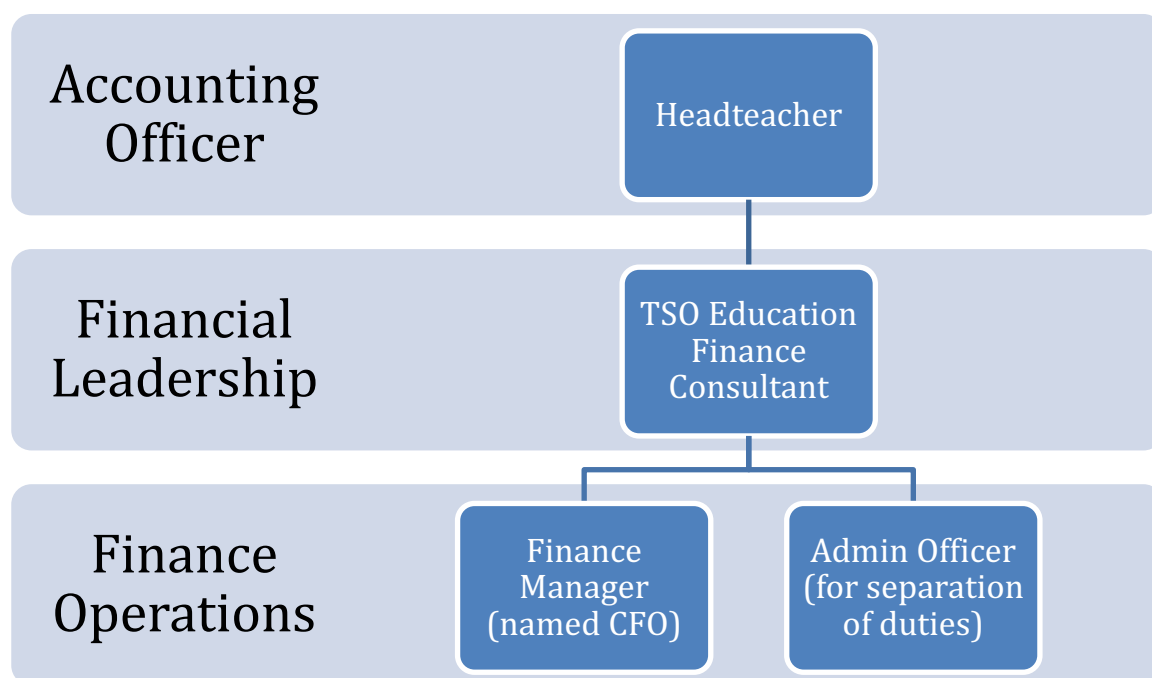 Accounting
Officer
Headteacher
Financial
Leadership
TSO Education
Finance
Consultant
Finance
Operations
Finance
Manager
(named CFO)
Admin Officer
(for separation
of duties)